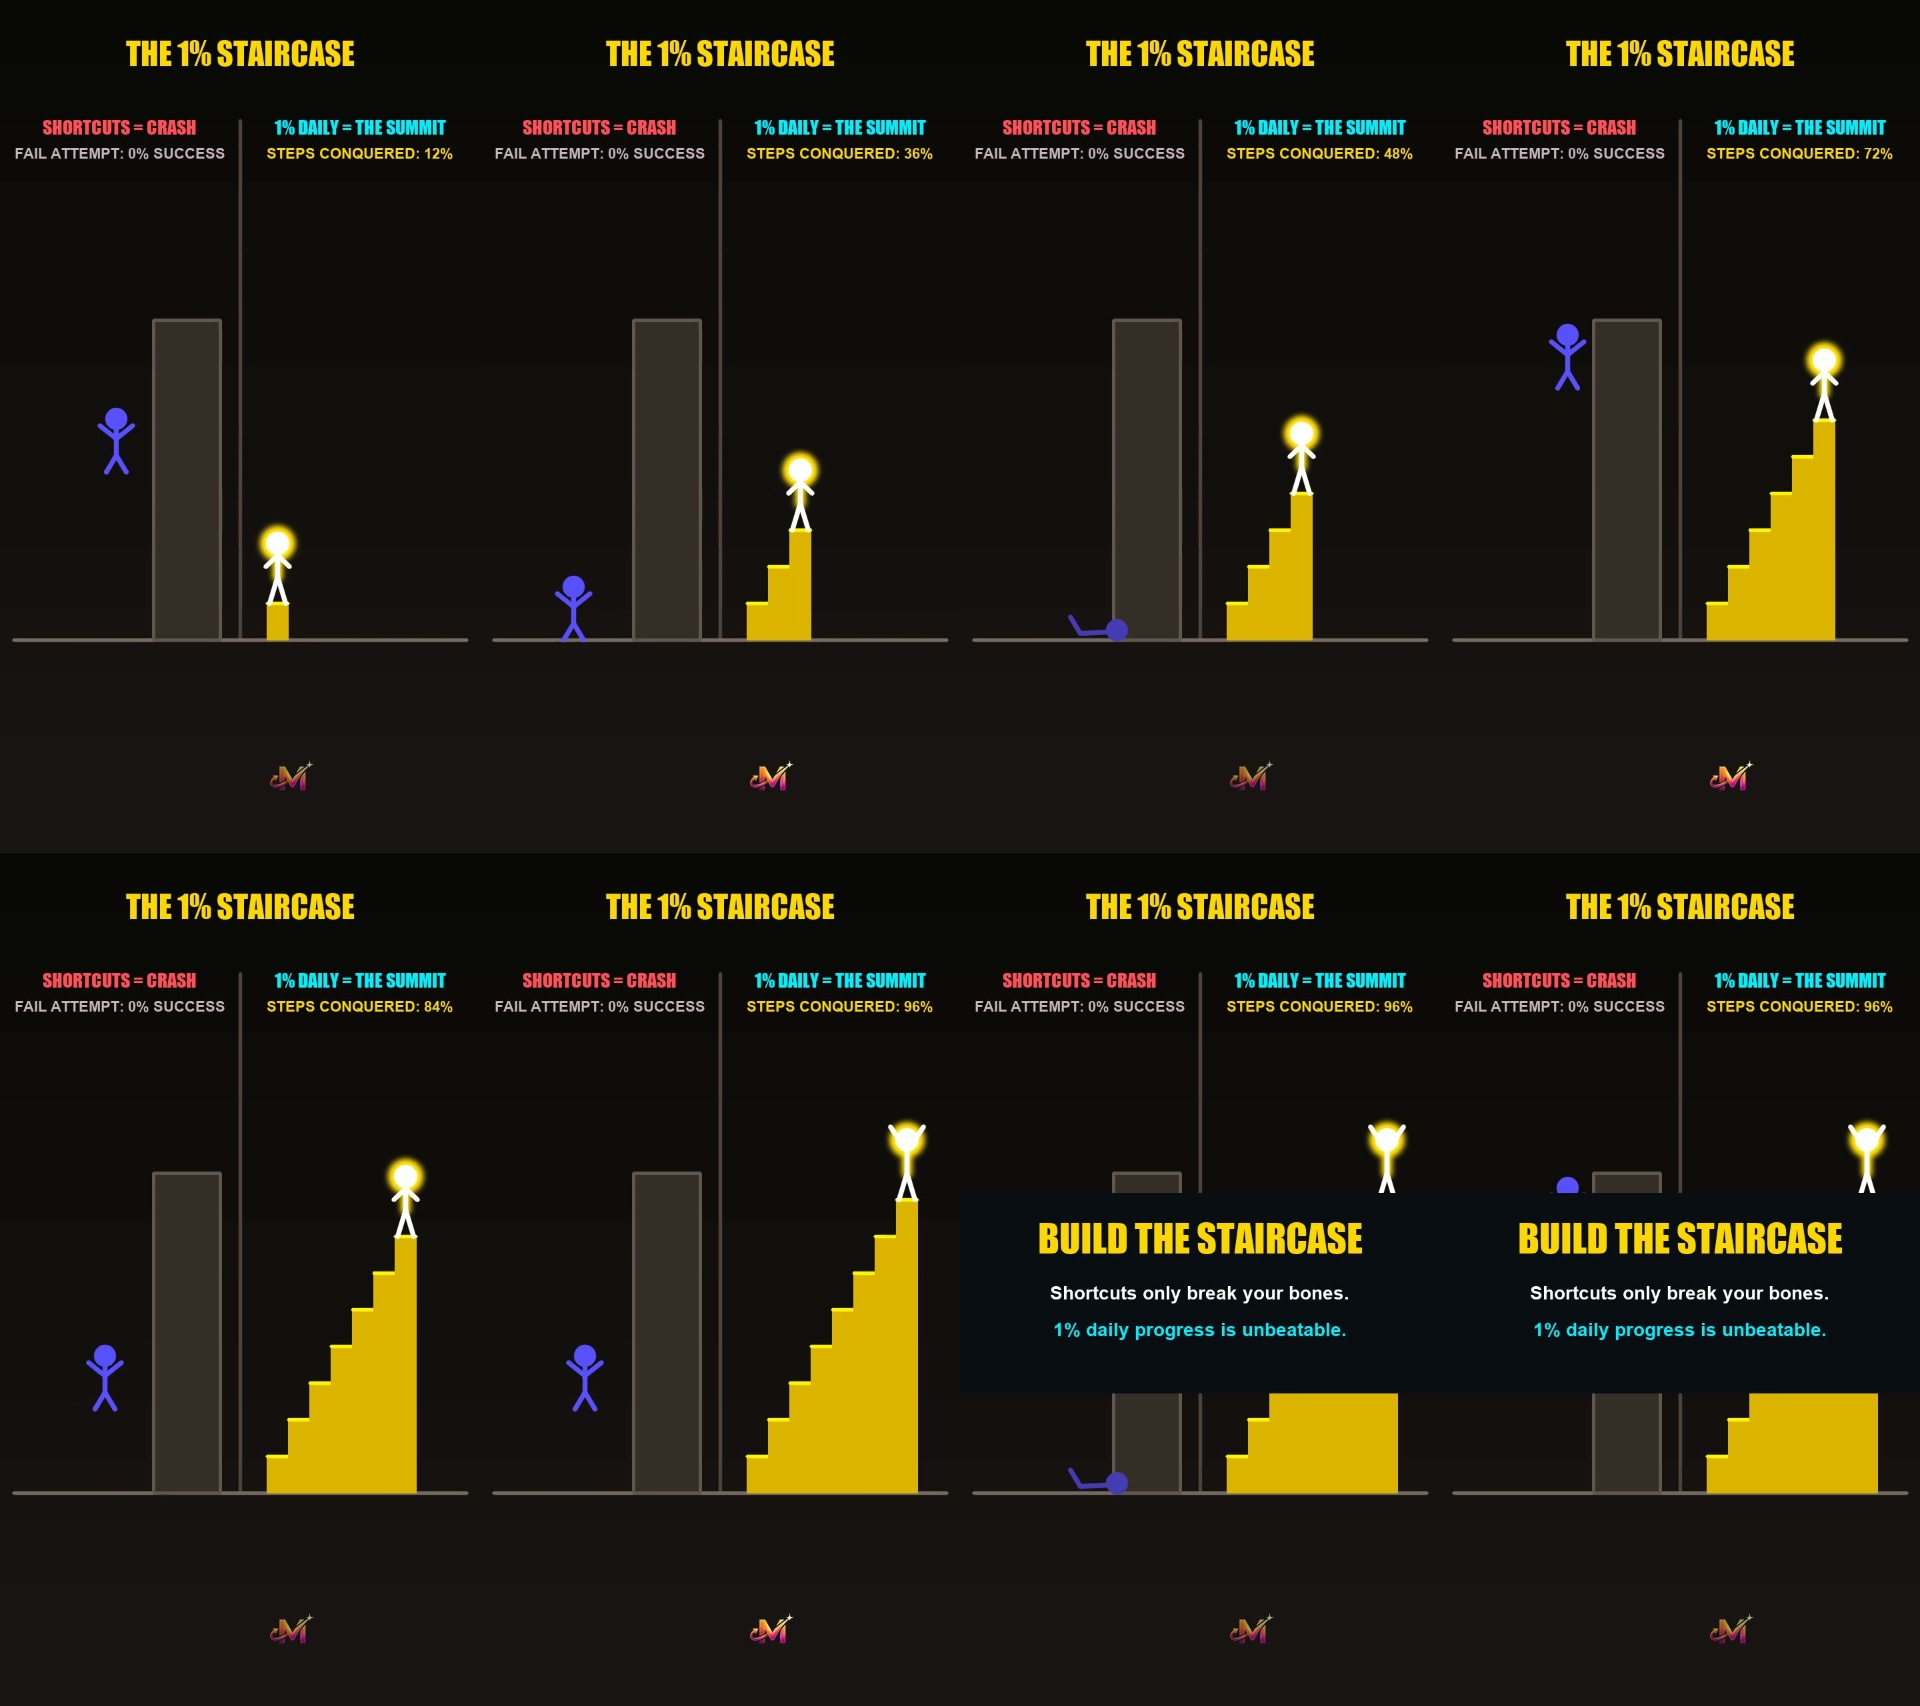 THE 1% STAIRCASE
SHORTCUTS = CRASH
FAIL ATTEMPT: 0% SUCCESS
1% DAILY = THE SUMMIT
STEPS CONQUERED: 12%
THE 1% STAIRCASE
SHORTCUTS = CRASH
FAIL ATTEMPT: 0% SUCCESS
1% DAILY = THE SUMMIT
STEPS CONQUERED: 36%
THE 1% STAIRCASE
SHORTCUTS = CRASH
FAIL ATTEMPT: 0% SUCCESS
1% DAILY = THE SUMMIT
STEPS CONQUERED: 48%
THE 1% STAIRCASE
SHORTCUTS = CRASH
FAIL ATTEMPT: 0% SUCCESS
1% DAILY = THE SUMMIT
STEPS CONQUERED: 72%
M
M
M
M
THE 1% STAIRCASE
SHORTCUTS = CRASH
FAIL ATTEMPT: 0% SUCCESS
1% DAILY = THE SUMMIT
STEPS CONQUERED: 84%
THE 1% STAIRCASE
SHORTCUTS = CRASH
FAIL ATTEMPT: 0% SUCCESS
1% DAILY = THE SUMMIT
STEPS CONQUERED: 96%
THE 1% STAIRCASE
SHORTCUTS = CRASH
FAIL ATTEMPT: 0% SUCCESS
1% DAILY = THE SUMMIT
STEPS CONQUERED: 96%
BUILD THE STAIRCASE
Shortcuts only break your bones.
1% daily progress is unbeatable.
THE 1% STAIRCASE
SHORTCUTS = CRASH
FAIL ATTEMPT: 0% SUCCESS
1% DAILY = THE SUMMIT
STEPS CONQUERED: 96%
BUILD THE STAIRCASE
Shortcuts only break your bones.
1% daily progress is unbeatable.
M
M
M
M